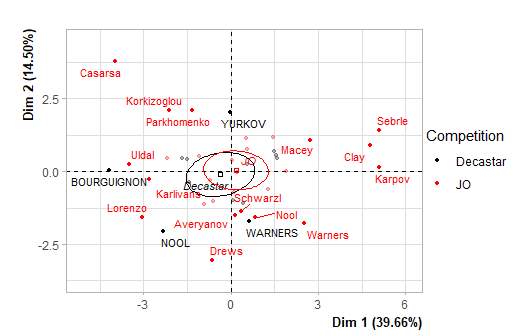 Dim 2 (14.50%)
2.5
0.0
-2.5
Casarsa
Korkizoglou
Parkhomenko
YURKOV
Sebrle
Macey
Clay
Uldal
JO
Karpov
BOURGUIGNON
Decastar
Karlivans
Schwarzl
Lorenzo
Averyanov
Nool
WARNERS
Warners
NOOL
Drews
-3
0
3
6
Dim 1 (39.66%)
Competition
Decastar
JO